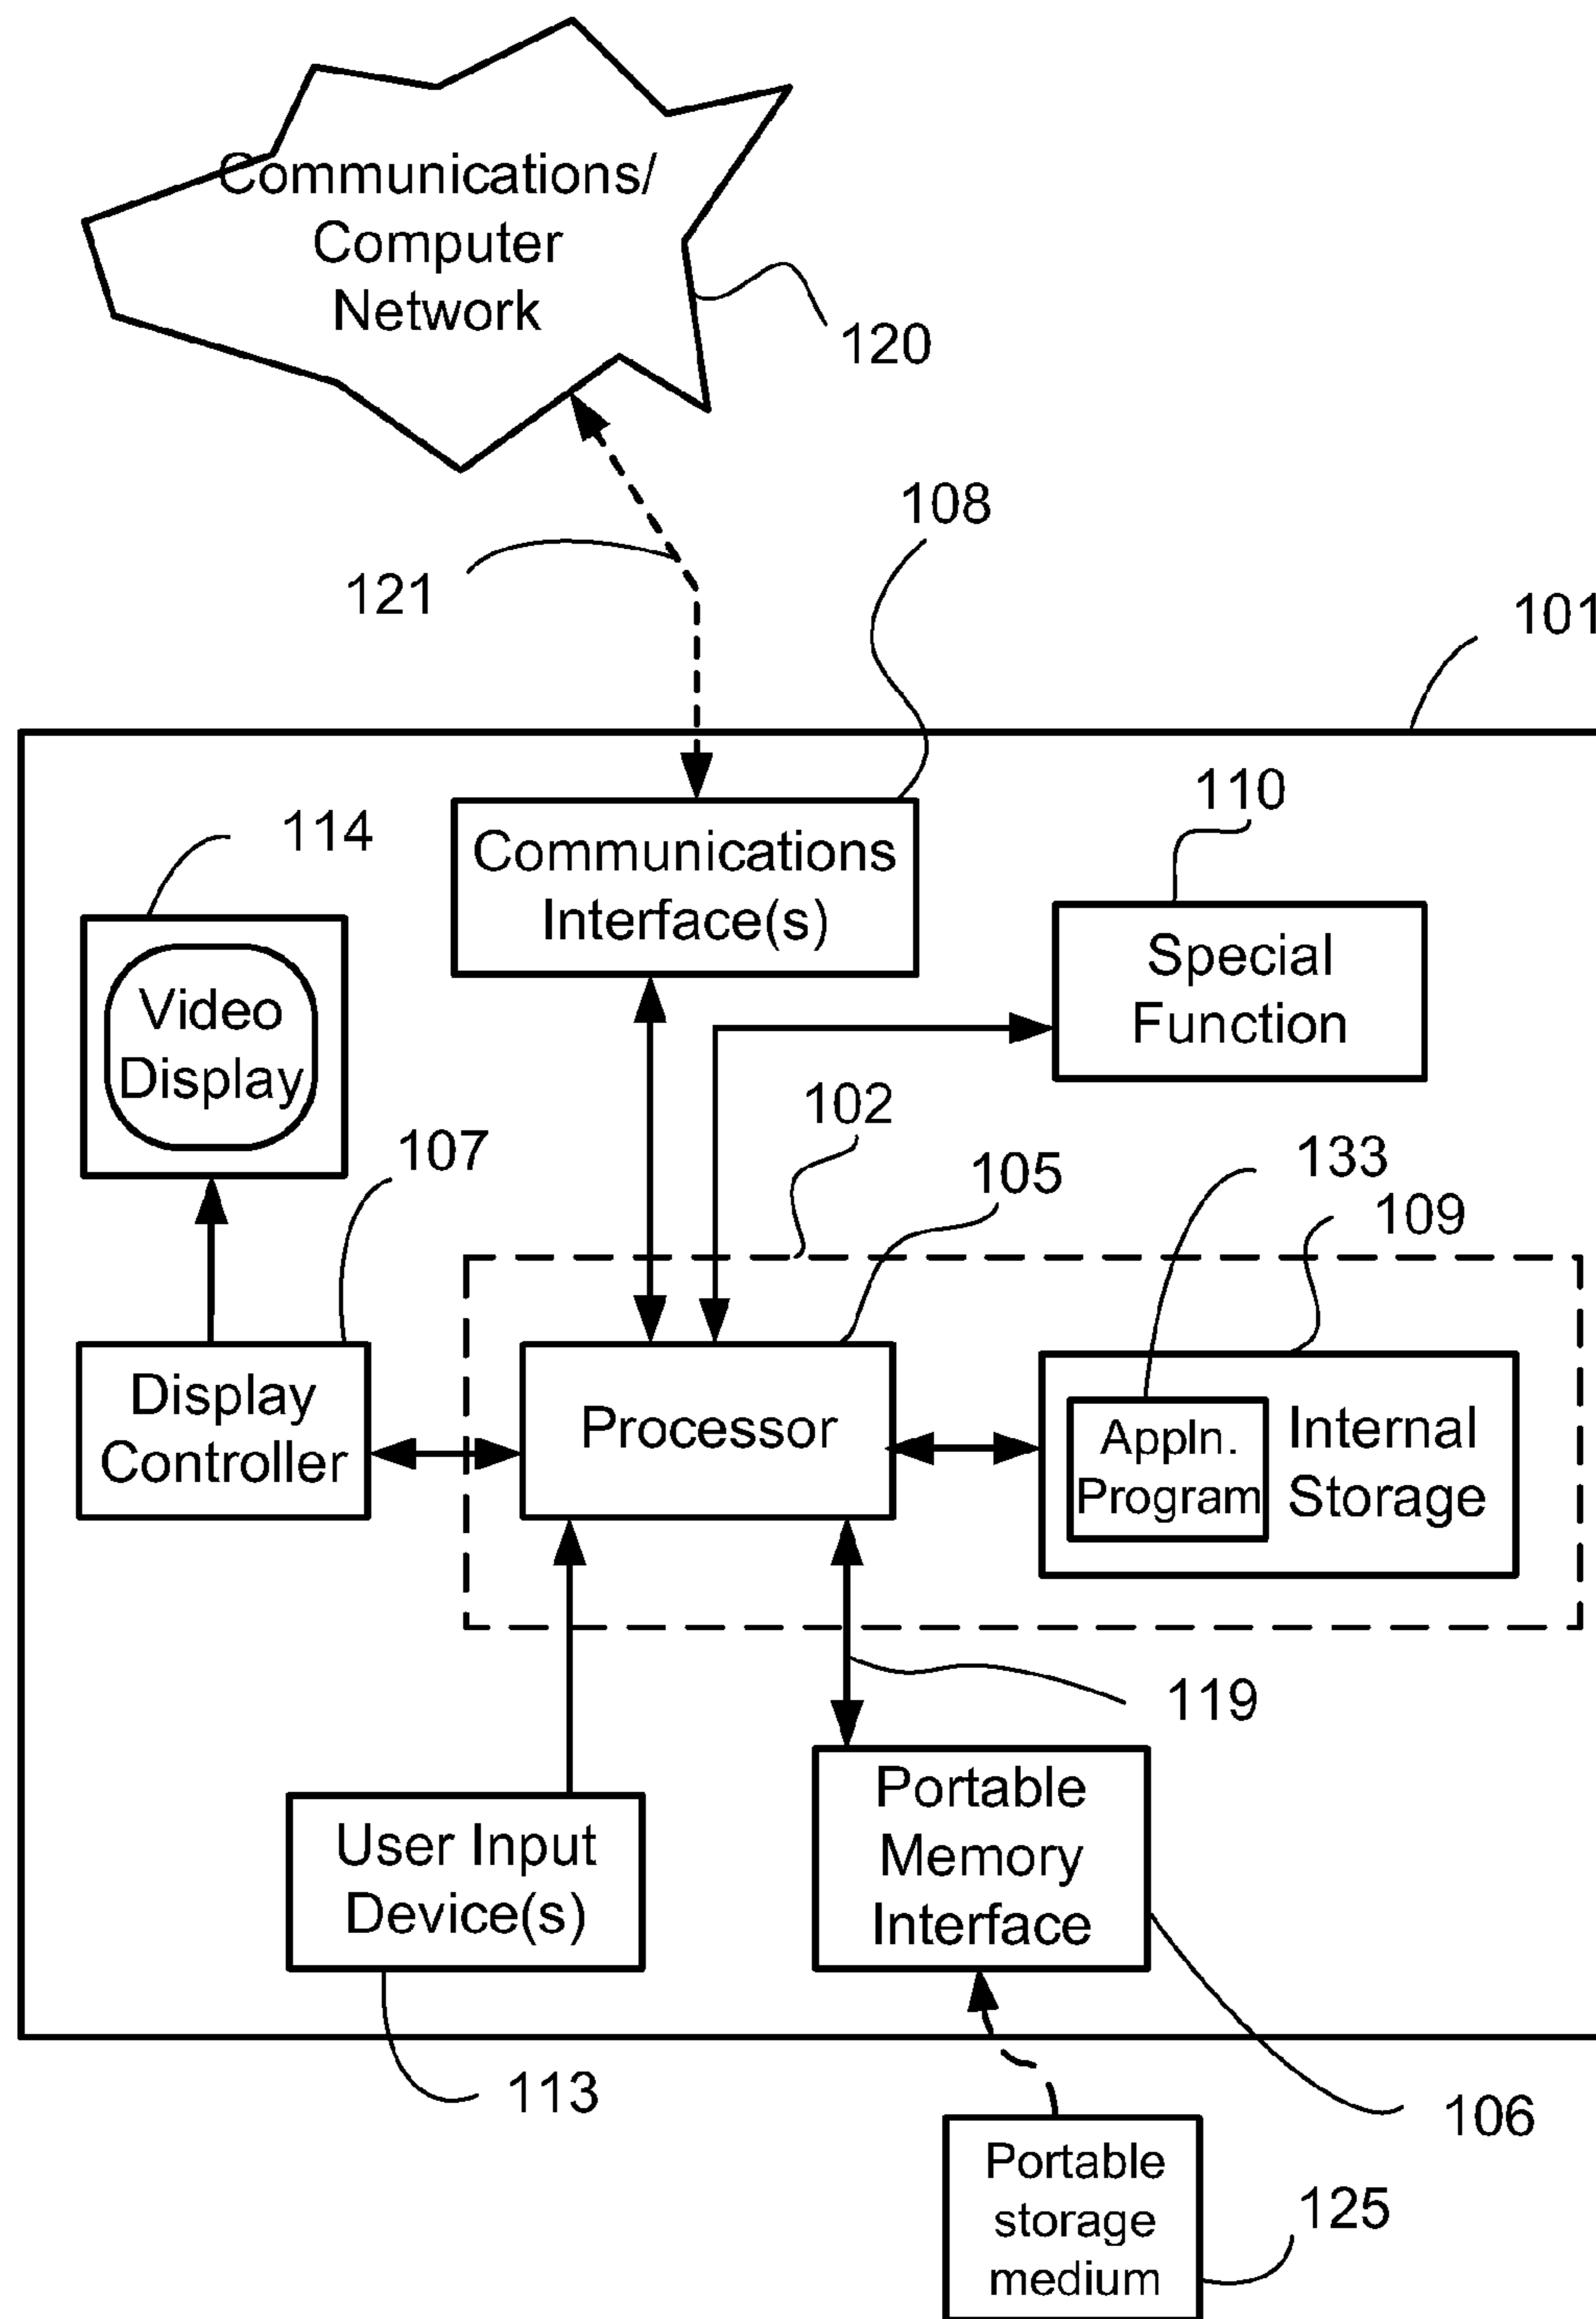 Communications/
Computer
Network
120
108
121
101
110
114
Communications
Interface(s)
Special
Function
Video
Display
102
107
105
133
109
Display
Controller
Processor
Appln.
Program
Internal
Storage
119
Portable
Memory
Interface
User Input
Device(s)
113
106
Portable
storage
medium
125